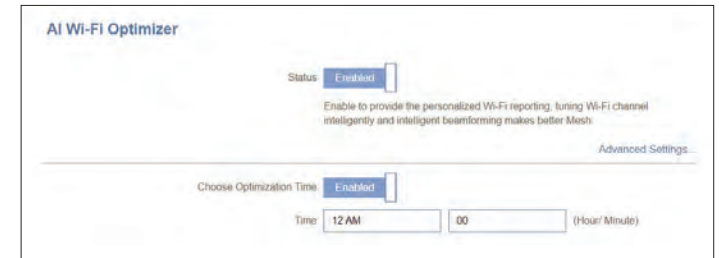 AI Wi-Fi Optimizer
Status Enabled
Enable to provide the personalized Wi-Fi reporting, tuning Wi-Fi channel
intelligently and intelligent beamforming makes better Mesh.
Advanced Settings...
Choose Optimization Time Enabled
Time 12 AM 00 (Hour/ Minute)